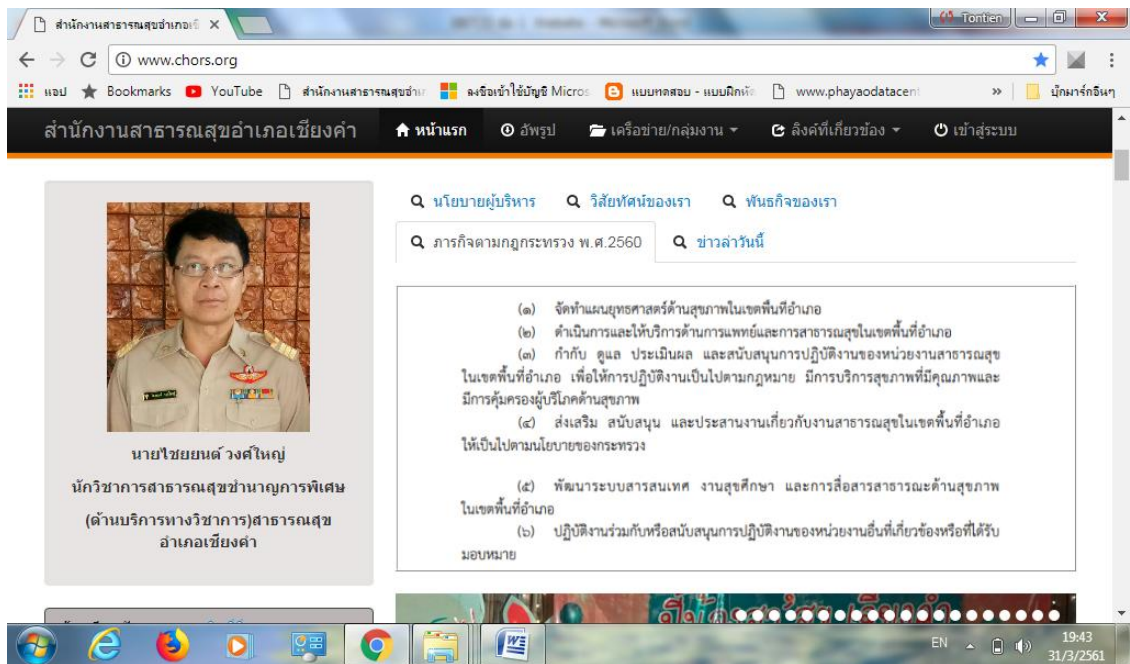 สำนักงานสาธารณสุขอำเภอเชี
Tontien
www.chors.org
แอป Bookmarks YouTube สำนักงานสาธารณสุขอำเภ ลงชื่อเข้าใช้บัญชี Micros แบบทดสอบ - แบบฝึกหัด www.phayaodatacent » บุ๊กมาร์กอื่นๆ
สำนักงานสาธารณสุขอำเภอเชียงคำ หน้าแรก อัพรูป เครือข่าย/กลุ่มงาน ลิงค์ที่เกี่ยวข้อง เข้าสู่ระบบ
นโยบายผู้บริหาร วิสัยทัศน์ของเรา พันธกิจของเรา
ภารกิจตามกฎกระทรวง พ.ศ.2560 ข่าวล่าวันนี้
(๑) จัดทำแผนยุทธศาสตร์ด้านสุขภาพในเขตพื้นที่อำเภอ
(๒) ดำเนินการและให้บริการด้านการแพทย์และการสาธารณสุขในเขตพื้นที่อำเภอ
(๓) กำกับ ดูแล ประเมินผล และสนับสนุนการปฏิบัติงานของหน่วยงานสาธารณสุข
ในเขตพื้นที่อำเภอ เพื่อให้การปฏิบัติงานเป็นไปตามกฎหมาย มีการบริการสุขภาพที่มีคุณภาพและ
มีการคุ้มครองผู้บริโภคด้านสุขภาพ
(๔) ส่งเสริม สนับสนุน และประสานงานเกี่ยวกับงานสาธารณสุขในเขตพื้นที่อำเภอ
ให้เป็นไปตามนโยบายของกระทรวง
(๕) พัฒนาระบบสารสนเทศ งานสุขศึกษา และการสื่อสารสาธารณะด้านสุขภาพ
ในเขตพื้นที่อำเภอ
(๖) ปฏิบัติงานร่วมกับหรือสนับสนุนการปฏิบัติงานของหน่วยงานอื่นที่เกี่ยวข้องหรือที่ได้รับ
มอบหมาย
นายไชยยนต์ วงศ์ใหญ่
นักวิชาการสาธารณสุขชำนาญการพิเศษ
(ด้านบริการทางวิชาการ)สาธารณสุข
อำเภอเชียงคำ
EN 19:43
31/3/2561